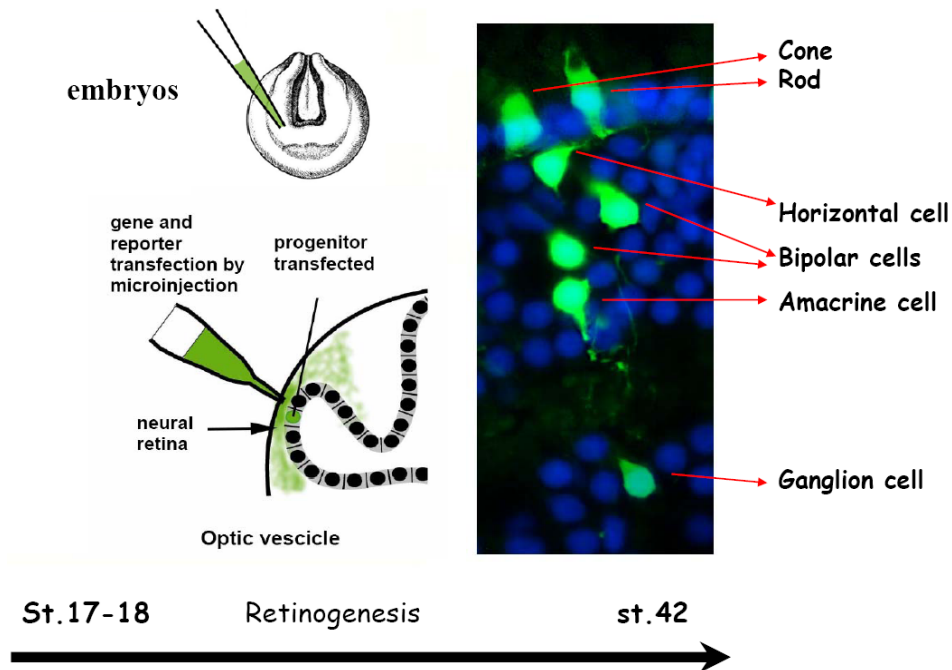 embryos
gene and
reporter
transfection by
microinjection
progenitor
transfected
neural
retina
Optic vescicle
Cone
Rod
Horizontal cell
Bipolar cells
Amacrine cell
Ganglion cell
St.17-18
Retinogenesis
st.42